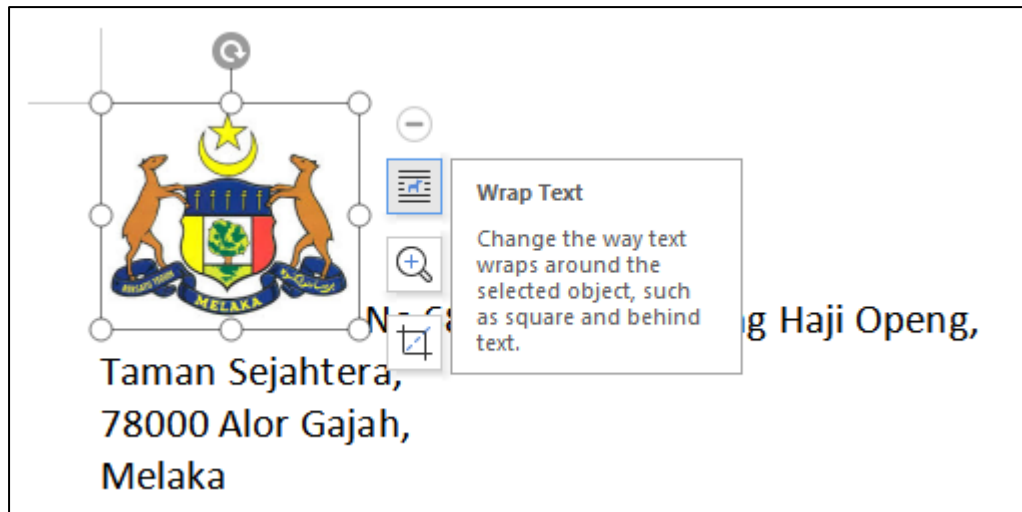 MELAKA
Wrap Text
Change the way text
wraps around the
selected object, such
as square and behind
text.
g Haji Openg,
Taman Sejahtera,
78000 Alor Gajah,
Melaka